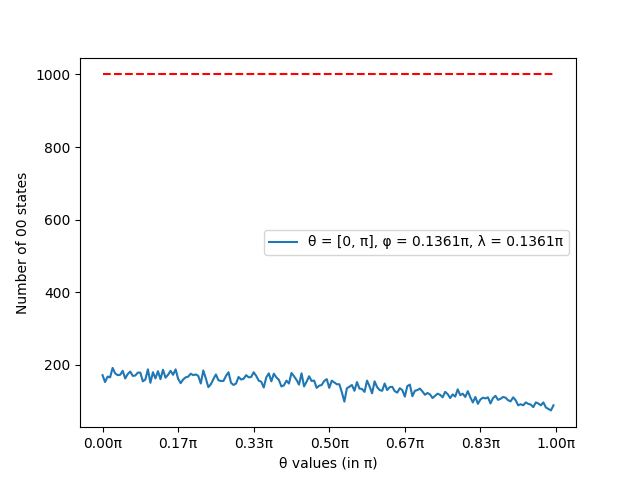 1000
800
600
400
200
Number of 00 states
θ = [0, π], φ = 0.1361π, λ = 0.1361π
0.00π 0.17π 0.33π 0.50π 0.67π 0.83π 1.00π
θ values (in π)